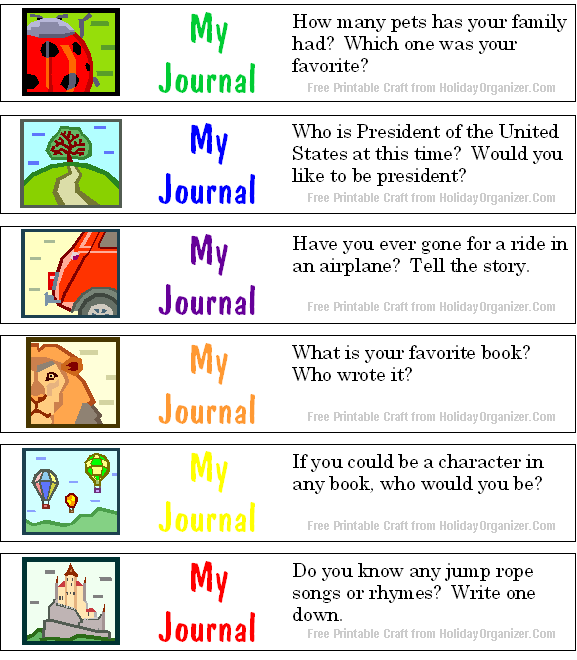 My
Journal
How many pets has your family
had?  Which one was your
favorite?
Free Printable Craft from HolidayOrganizer.Com
My
Journal
Who is President of the United
States at this time?  Would you
like to be president?
Free Printable Craft from HolidayOrganizer.Com
My
Journal
Have you ever gone for a ride in
an airplane?  Tell the story.
Free Printable Craft from HolidayOrganizer.Com
My
Journal
What is your favorite book?
Who wrote it?
Free Printable Craft from HolidayOrganizer.Com
My
Journal
If you could be a character in
any book, who would you be?
Free Printable Craft from HolidayOrganizer.Com
My
Journal
Do you know any jump rope
songs or rhymes?  Write one
down.
Free Printable Craft from HolidayOrganizer.Com